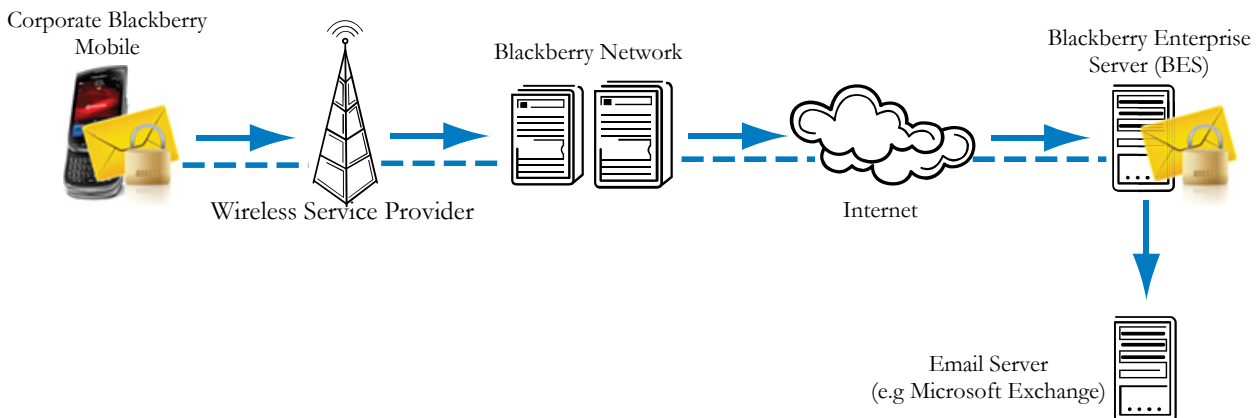 Corporate Blackberry
Mobile
Wireless Service Provider
Blackberry Network
Internet
Blackberry Enterprise
Server (BES)
Email Server
(e.g Microsoft Exchange)